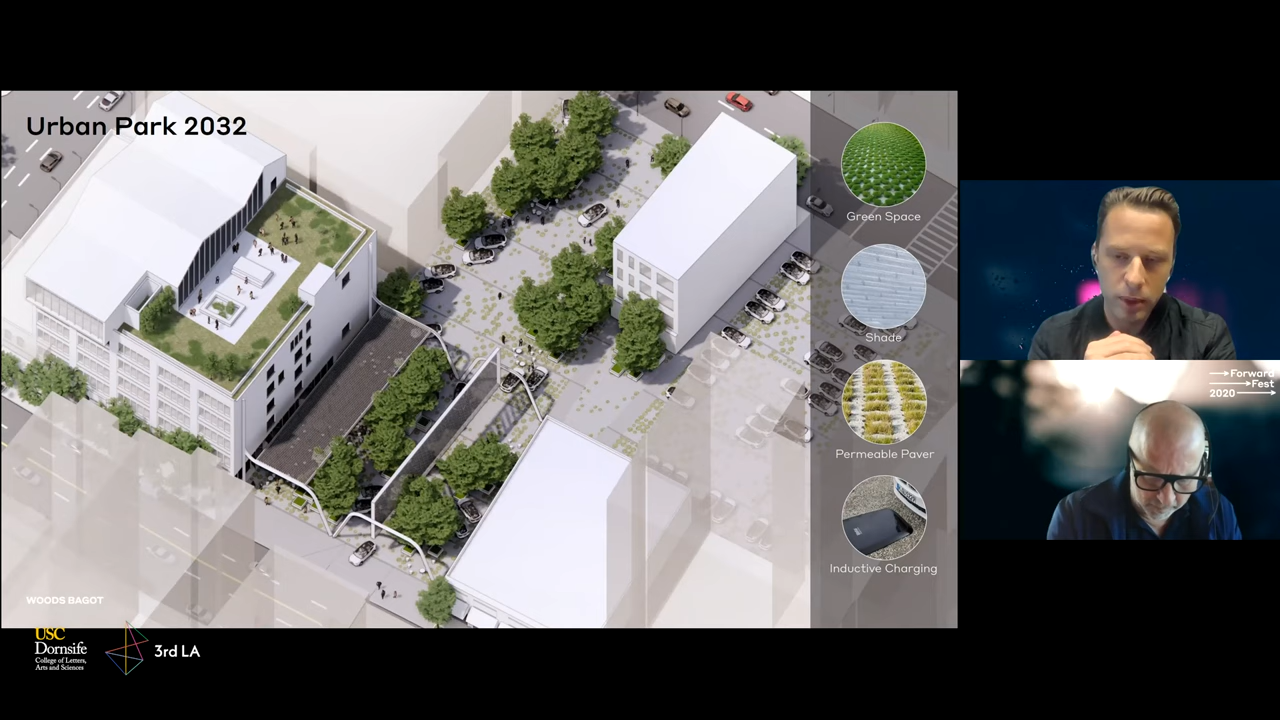 Urban Park 2032
Green Space
Shade
Permeable Paver
Inductive Charging
WOODS BAGOT
Forward
Fest
2020
USC
Dornsife
College of Letters,
Arts and Sciences
3rd LA